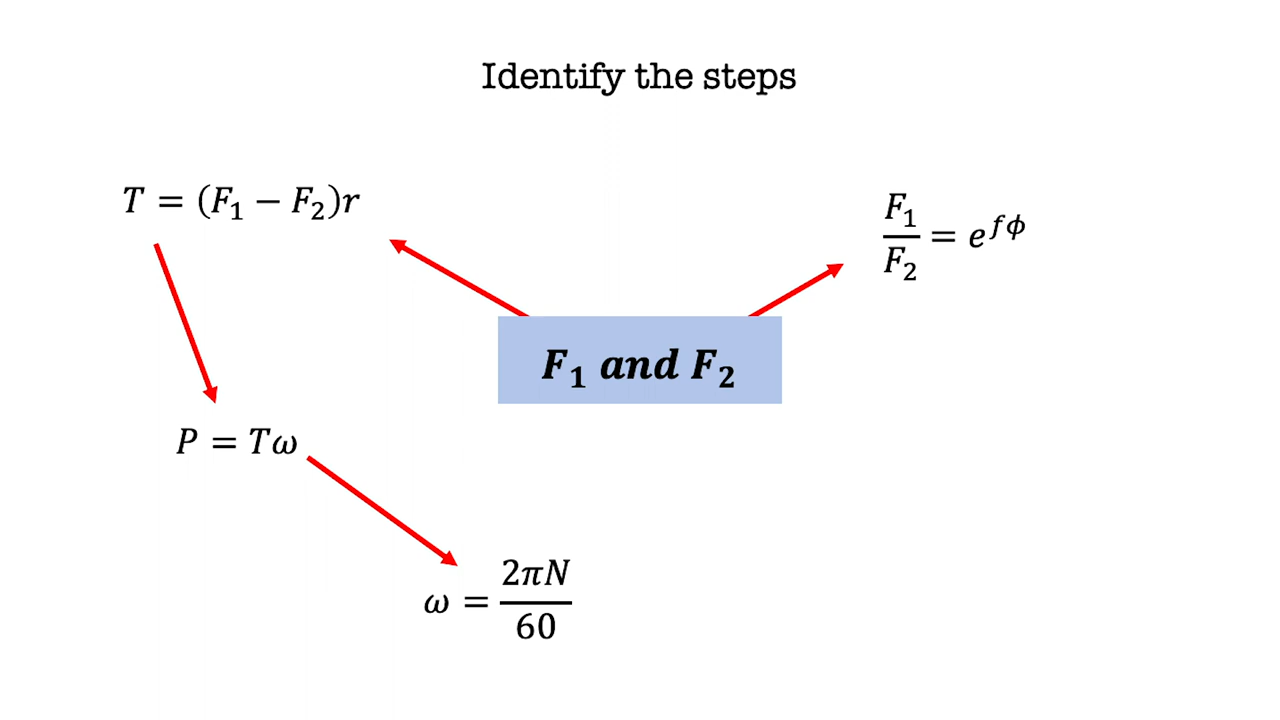 Identify the steps
T = (F₁ − F₂)r
F₁/F₂ = e^{fϕ}
F₁ and F₂
P = Tω
ω = 2πN/60